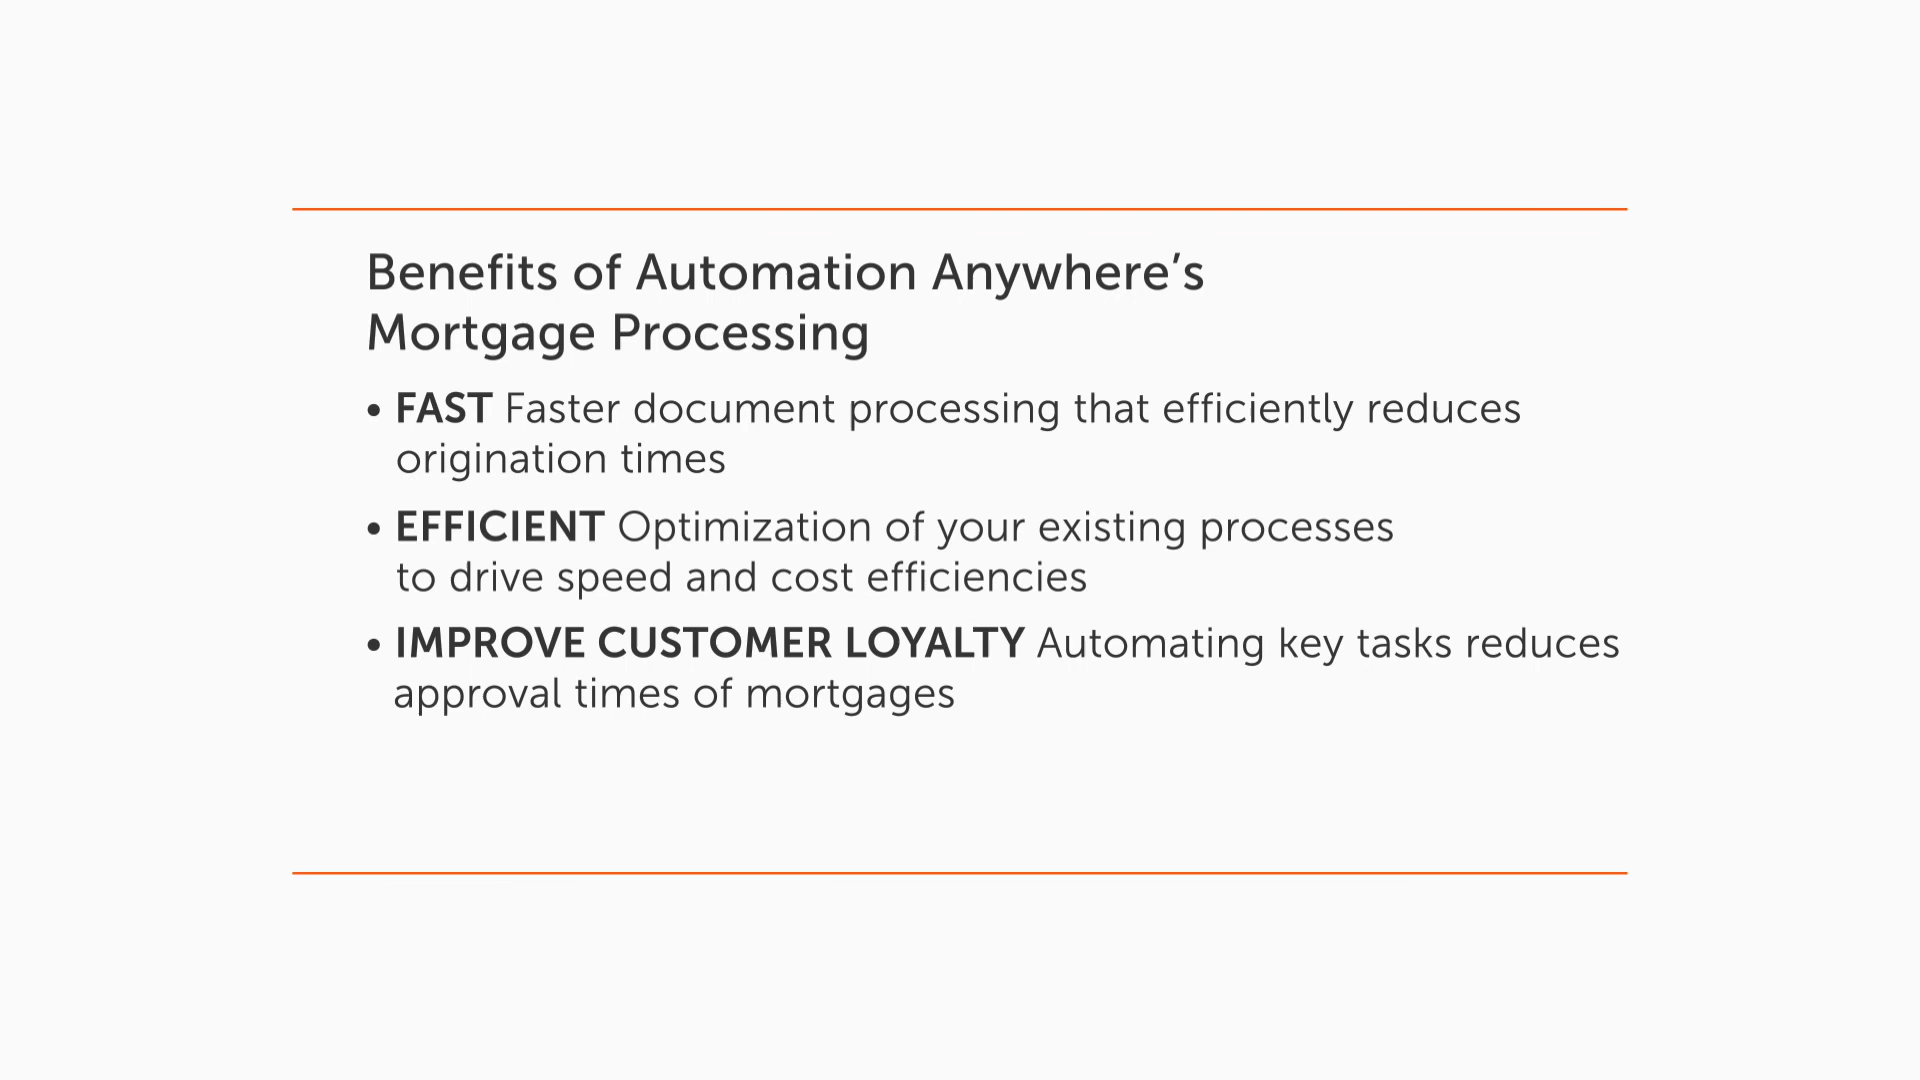 Benefits of Automation Anywhere’s
Mortgage Processing
• FAST Faster document processing that efficiently reduces
origination times
• EFFICIENT Optimization of your existing processes
to drive speed and cost efficiencies
• IMPROVE CUSTOMER LOYALTY Automating key tasks reduces
approval times of mortgages